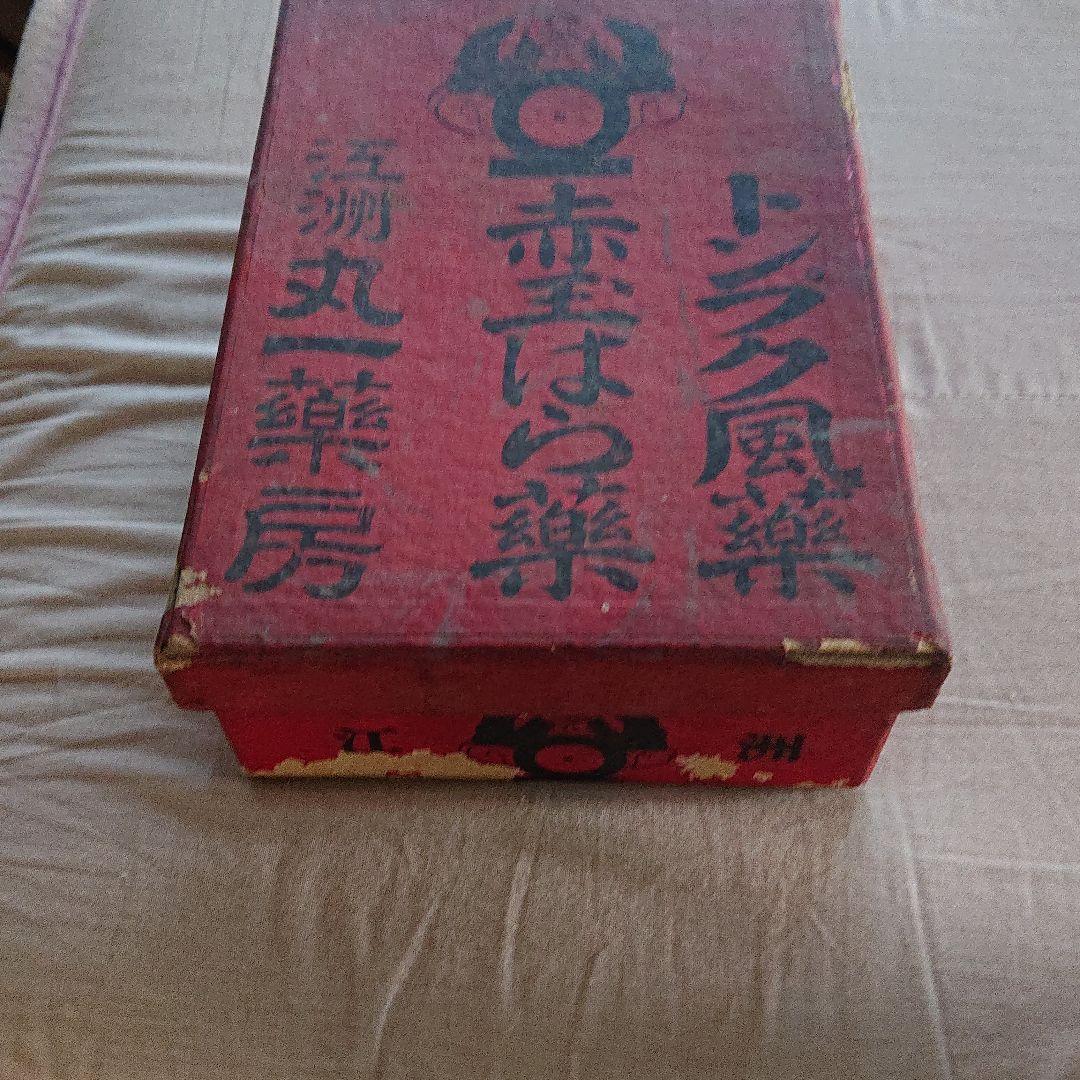 トンプク風藥
赤玉はら藥
江洲丸一藥房
江洲